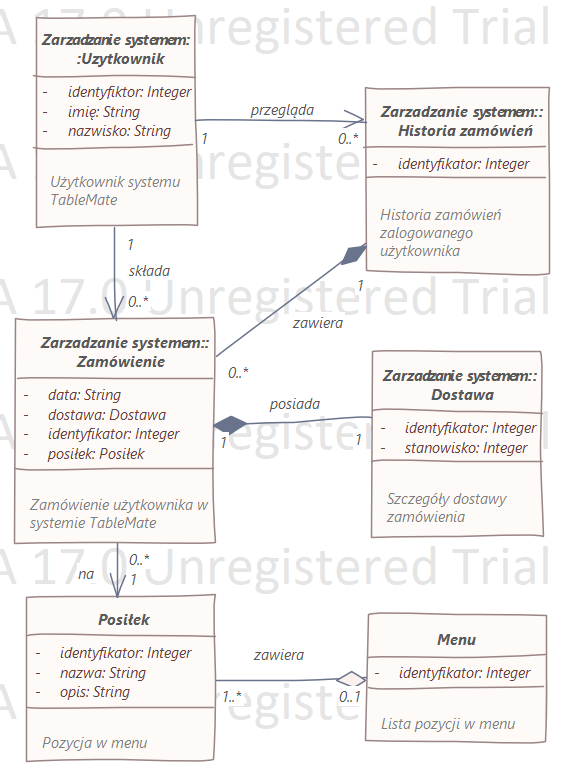 A 17.0 Unregistered Trial
Zarzadzanie systemem:
:Uzytkownik
- identyfiktor: Integer
- imię: String
- nazwisko: String
Użytkownik systemu
TableMate
przegląda
1
0..*
Zarzadzanie systemem::
Historia zamówień
- identyfikator: Integer
Historia zamówień
zalogowanego
użytkownika
A 17.0 Unregistered Trial
1
składa
0..*
1
zawiera
0..*
A 17.0 Unregistered Trial
Zarzadzanie systemem::
Zamówienie
- data: String
- dostawa: Dostawa
- identyfikator: Integer
- posiłek: Posiłek
Zamówienie użytkownika w
systemie TableMate
posiada
1
1
Zarzadzanie systemem::
Dostawa
- identyfikator: Integer
- stanowisko: Integer
Szczegóły dostawy
zamówienia
A 17.0 Unregistered Trial
na
0..*
1
Posiłek
- identyfikator: Integer
- nazwa: String
- opis: String
Pozycja w menu
zawiera
1..*
0..1
Menu
- identyfikator: Integer
Lista pozycji w menu